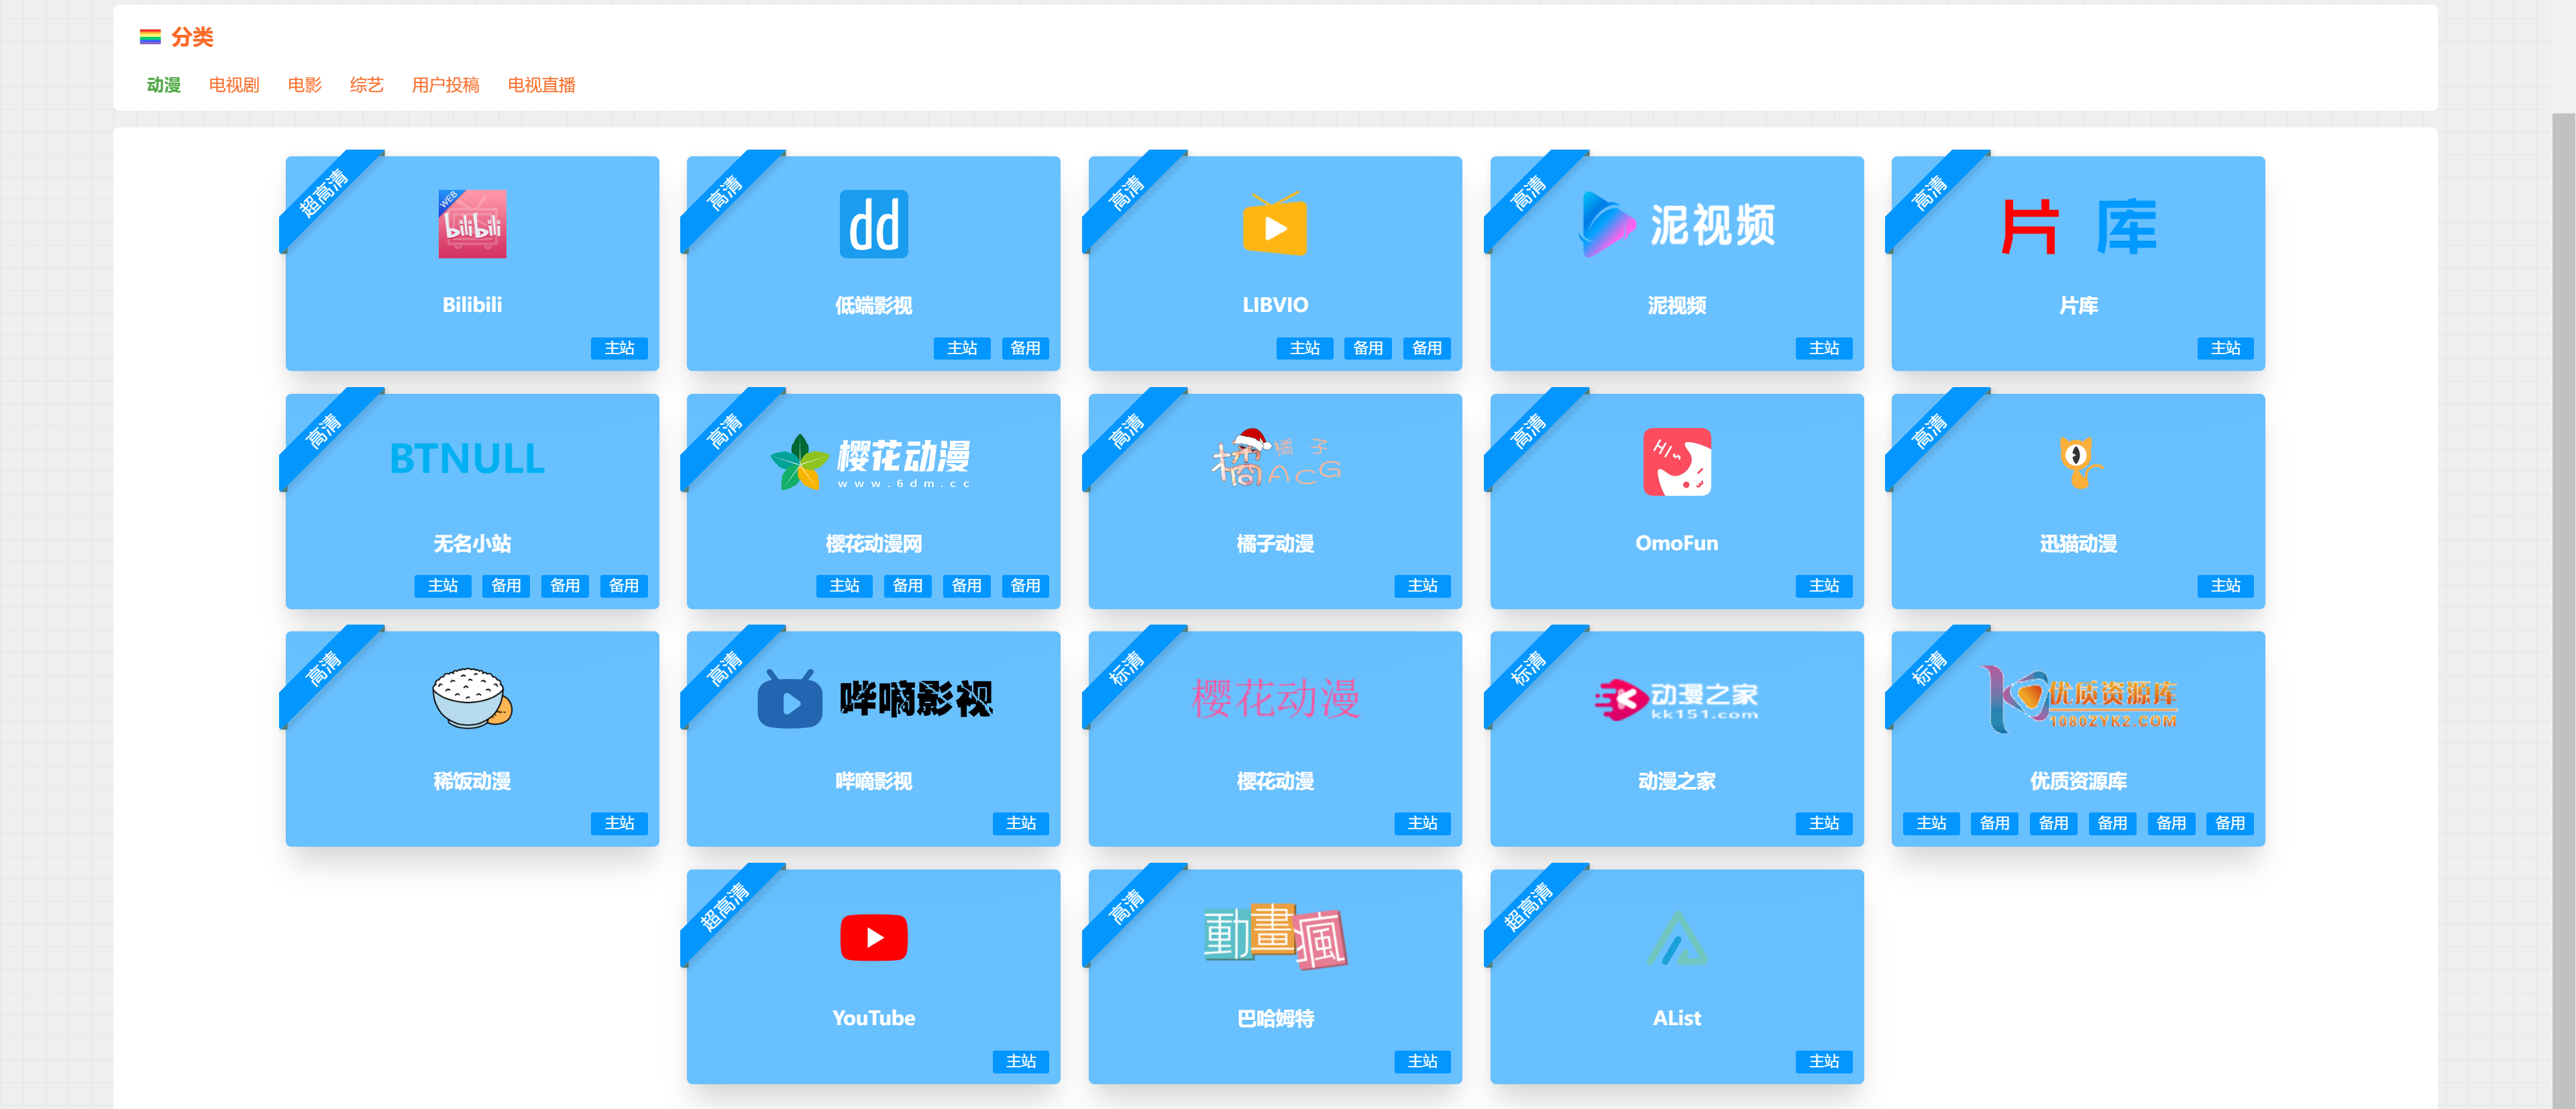 分类
动漫 电视剧 电影 综艺 用户投稿 电视直播
超高清
WEB
bilibili
Bilibili
主站
高清
dd
低端影视
主站 备用
高清
LIBVIO
主站 备用 备用
高清
泥视频
泥视频
主站
高清
片 库
片库
主站
高清
BTNULL
无名小站
主站 备用 备用 备用
高清
樱花动漫
www.6dm.cc
樱花动漫网
主站 备用 备用 备用
高清
橘 子
橘 ACG
橘子动漫
主站
高清
HIs
OmoFun
主站
高清
迅猫动漫
主站
高清
稀饭动漫
主站
高清
哔嘀影视
哔嘀影视
主站
标清
樱花动漫
樱花动漫
主站
标清
动漫之家
kk151.com
动漫之家
主站
标清
优质资源库
1080ZYK2.COM
优质资源库
主站 备用 备用 备用 备用 备用
超高清
YouTube
主站
高清
動畫瘋
巴哈姆特
主站
超高清
AList
主站